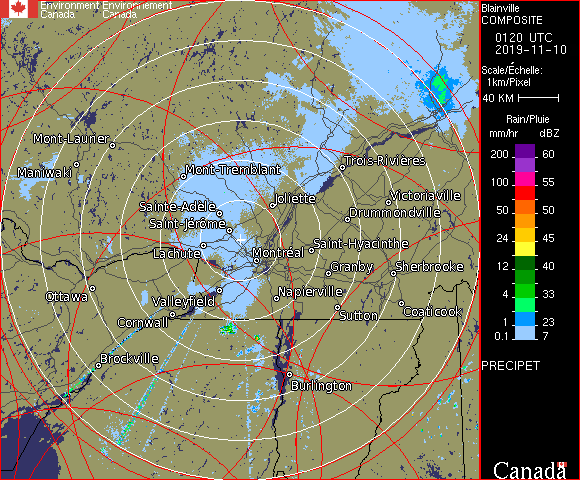 Environment Environnement
Canada Canada
Blainville
COMPOSITE
0120 UTC
2019-11-10
Scale/Échelle:
1km/Pixel
40 KM
Rain/Pluie
mm/hr dBZ
200 60
100 55
50 50
24 45
12 40
4 33
1 23
0.1 7
PRECIPET
Mont-Laurier
Maniwaki
Mont-Tremblant
Trois-Rivières
Sainte-Adèle
Joliette
Victoriaville
Drummondville
Saint-Jérôme
Lachute
Montréal
Saint-Hyacinthe
Granby
Sherbrooke
Ottawa
Valleyfield
Napierville
Coaticook
Cornwall
Sutton
Brockville
Burlington
Canada